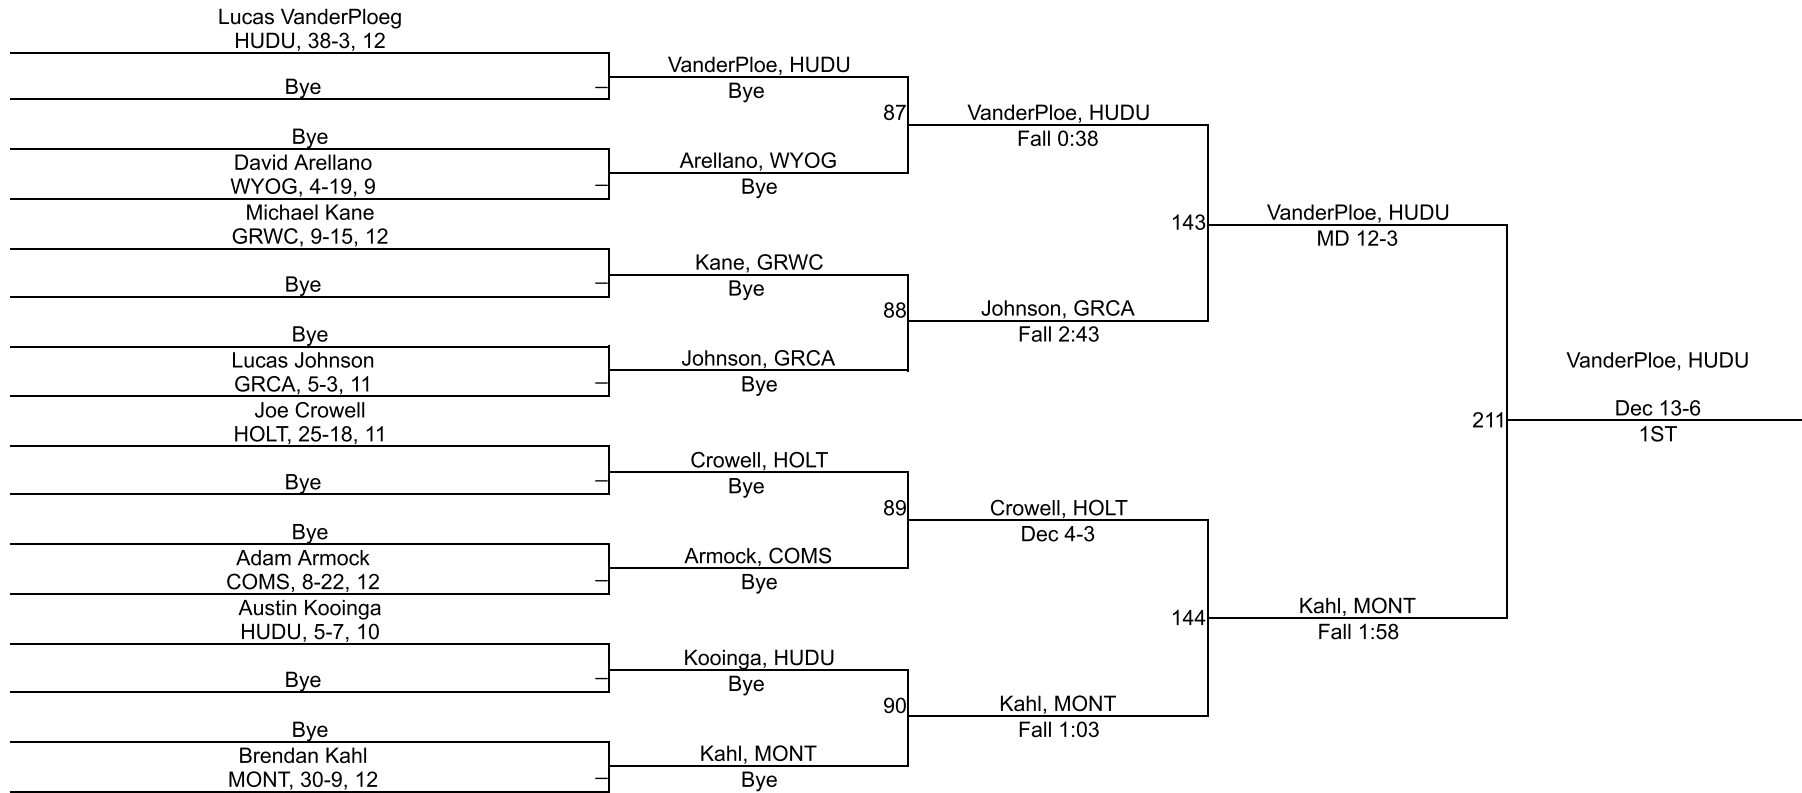 Lucas VanderPloeg
HUDU, 38-3, 12
Bye
Bye
David Arellano
WYOG, 4-19, 9
Michael Kane
GRWC, 9-15, 12
Bye
Bye
Lucas Johnson
GRCA, 5-3, 11
Joe Crowell
HOLT, 25-18, 11
Bye
Bye
Adam Armock
COMS, 8-22, 12
Austin Kooinga
HUDU, 5-7, 10
Bye
Bye
Brendan Kahl
MONT, 30-9, 12
VanderPloe, HUDU
Bye
87
Arellano, WYOG
Bye
Kane, GRWC
Bye
88
Johnson, GRCA
Bye
Crowell, HOLT
Bye
89
Armock, COMS
Bye
Kooinga, HUDU
Bye
90
Kahl, MONT
Bye
VanderPloe, HUDU
Fall 0:38
143
Johnson, GRCA
Fall 2:43
Crowell, HOLT
Dec 4-3
144
Kahl, MONT
Fall 1:03
VanderPloe, HUDU
MD 12-3
211
Kahl, MONT
Fall 1:58
VanderPloe, HUDU
Dec 13-6
1ST